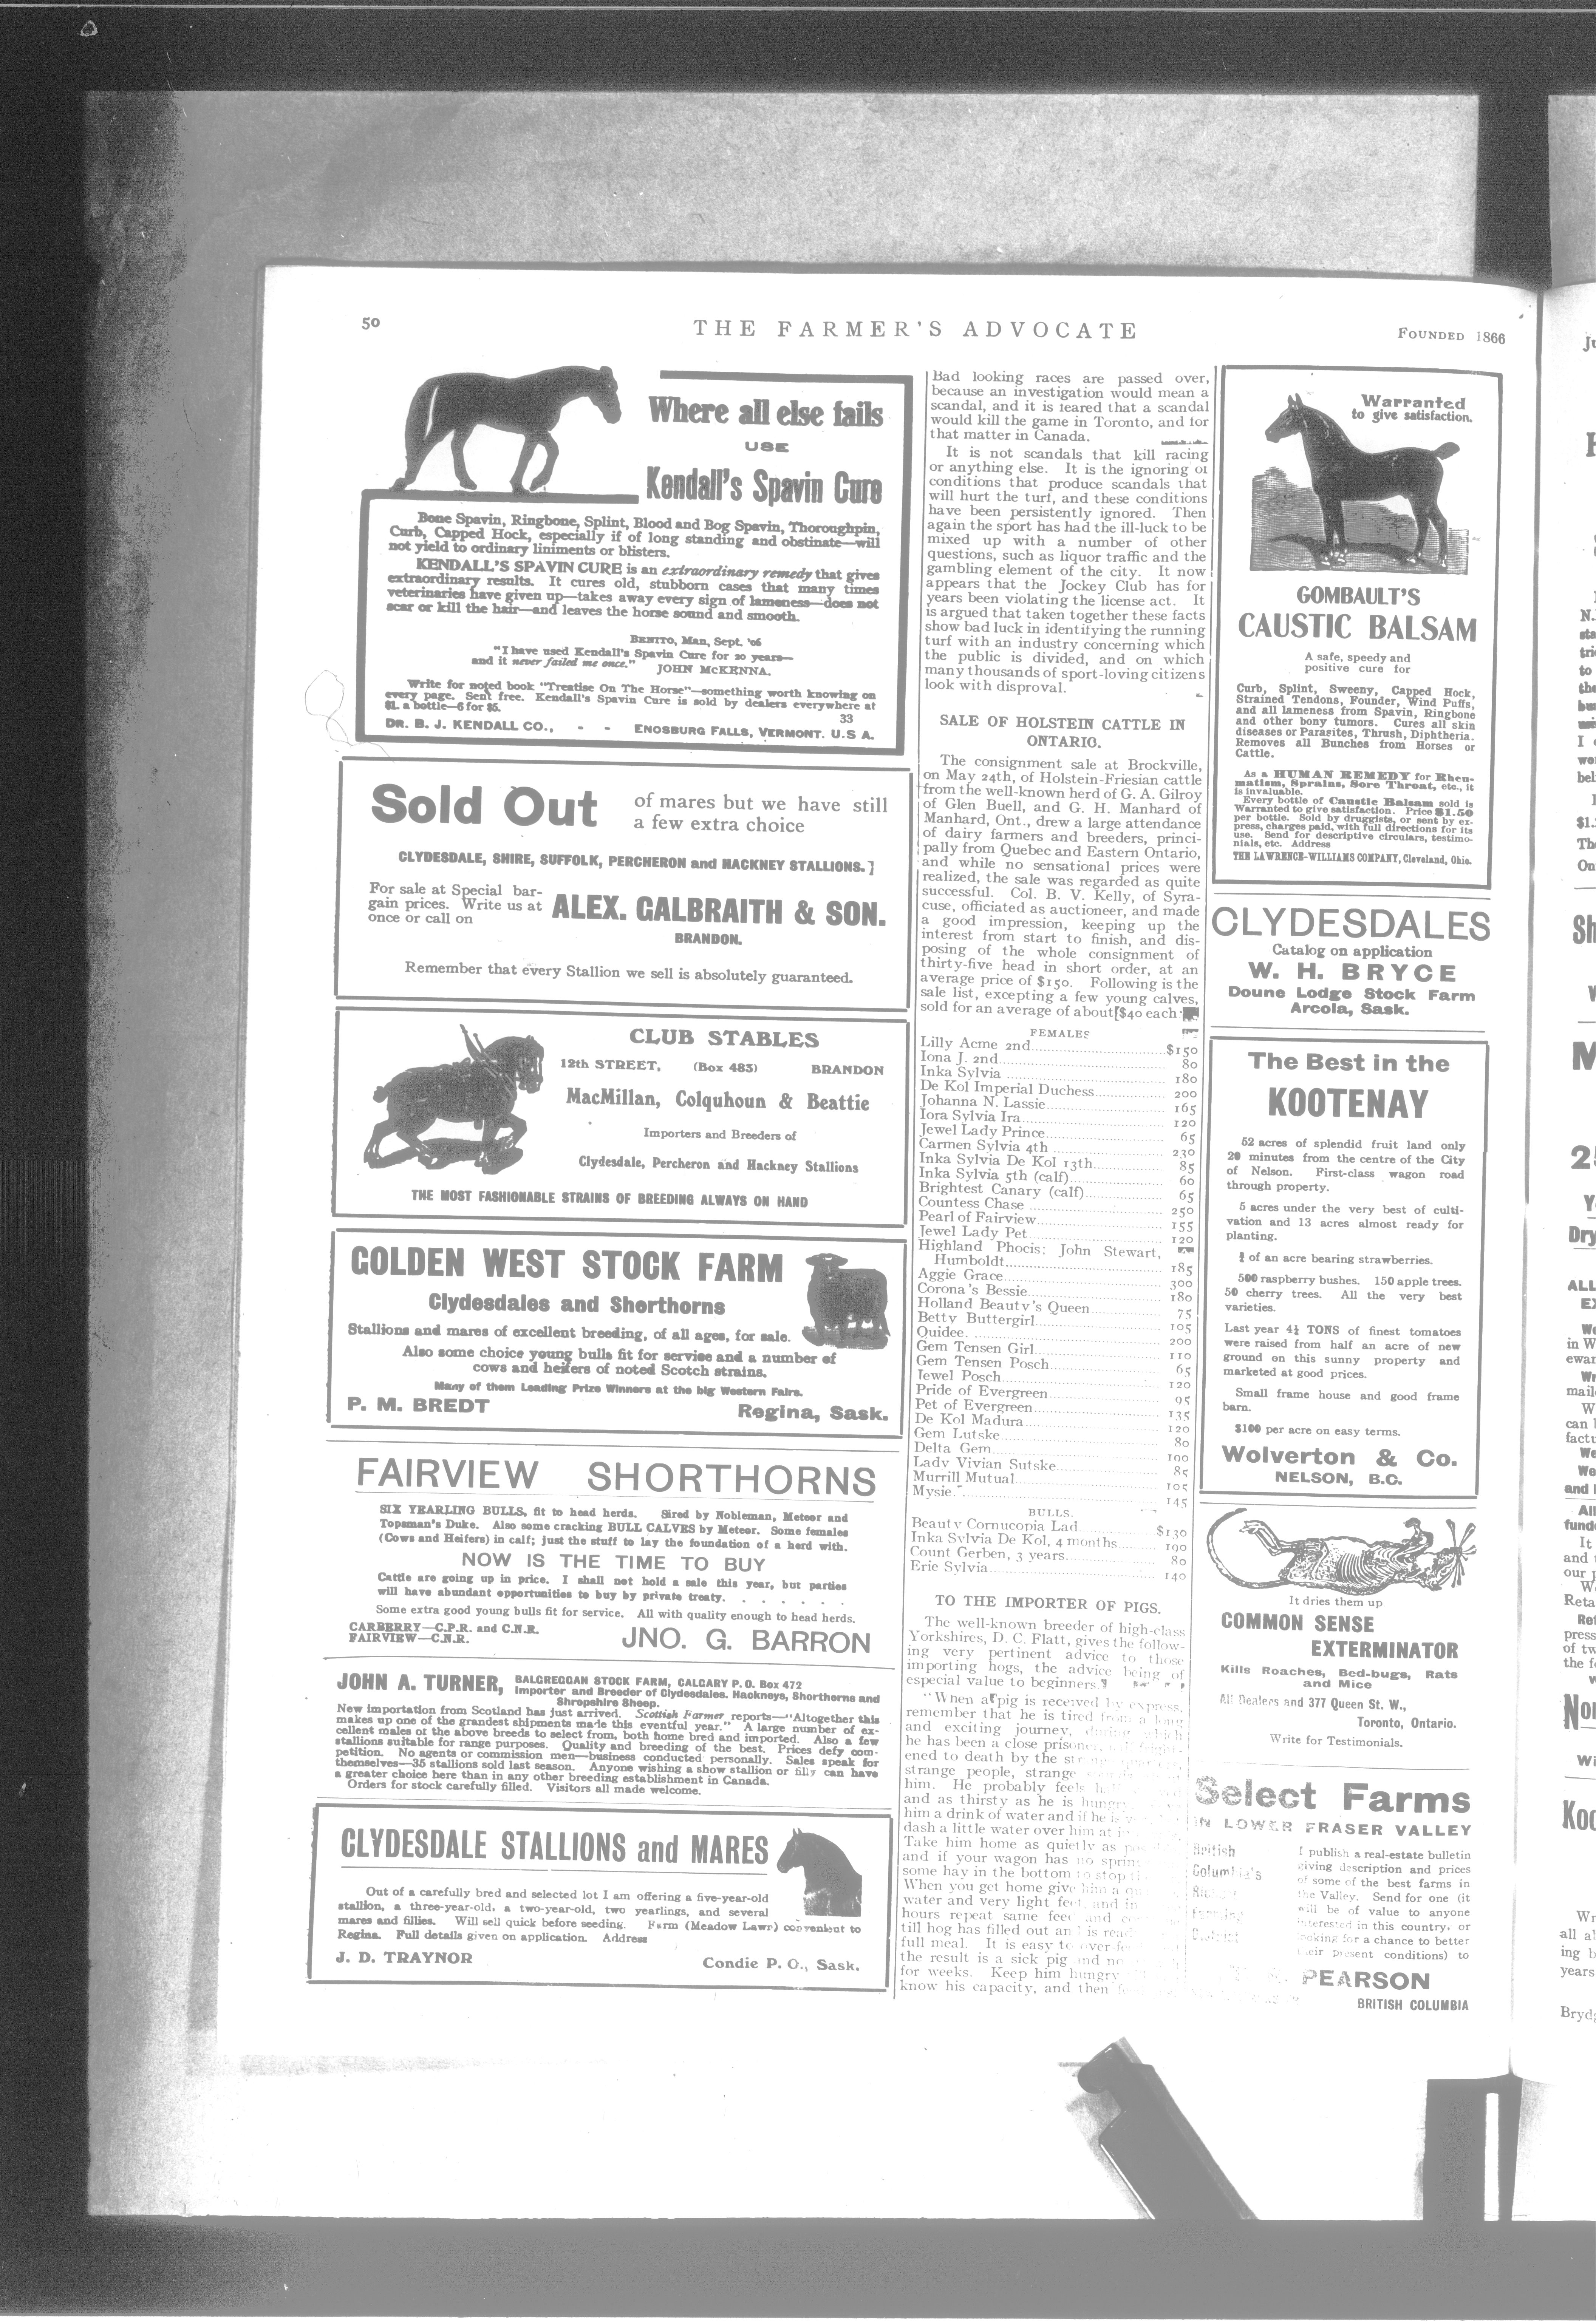 50
THE FARMER'S ADVOCATE
FOUNDED 1866
Where all else fails
USE
Kendall's Spavin Cure
Bone Spavin, Ringbone, Splint, Blood and Bog Spavin, Thoroughpin,
Curb, Capped Hock, especially if of long standing and obstinate—will
not yield to ordinary liniments or blisters.
KENDALL'S SPAVIN CURE is an extraordinary remedy that gives
extraordinary results. It cures old, stubborn cases that many times
veterinaries have given up—takes away every sign of lameness—does not
scar or kill the hair—and leaves the horse sound and smooth.
BENITO, Man, Sept. '06
"I have used Kendall's Spavin Cure for 20 years—
and it never failed me once."
JOHN McKENNA.
Write for noted book "Treatise On The Horse"—something worth knowing on
every page. Sent free. Kendall's Spavin Cure is sold by dealers everywhere at
$1. a bottle—6 for $5.
33
DR. B. J. KENDALL CO., - - ENOSBURG FALLS, VERMONT. U.S A.
Sold Out of mares but we have still
a few extra choice
CLYDESDALE, SHIRE, SUFFOLK, PERCHERON and HACKNEY STALLIONS.]
For sale at Special bar-
gain prices. Write us at
once or call on
ALEX. GALBRAITH & SON.
BRANDON.
Remember that every Stallion we sell is absolutely guaranteed.
CLUB STABLES
12th STREET, (Box 483) BRANDON
MacMillan, Colquhoun & Beattie
Importers and Breeders of
Clydesdale, Percheron and Hackney Stallions
THE MOST FASHIONABLE STRAINS OF BREEDING ALWAYS ON HAND
GOLDEN WEST STOCK FARM
Clydesdales and Shorthorns
Stallions and mares of excellent breeding, of all ages, for sale.
Also some choice young bulls fit for service and a number of
cows and heifers of noted Scotch strains.
Many of them Leading Prize Winners at the big Western Fairs.
P. M. BREDT Regina, Sask.
FAIRVIEW SHORTHORNS
SIX YEARLING BULLS, fit to head herds. Sired by Nobleman, Meteor and
Topsman's Duke. Also some cracking BULL CALVES by Meteor. Some females
(Cows and Heifers) in calf; just the stuff to lay the foundation of a herd with.
NOW IS THE TIME TO BUY
Cattle are going up in price. I shall not hold a sale this year, but parties
will have abundant opportunities to buy by private treaty. . . . . . .
Some extra good young bulls fit for service. All with quality enough to head herds.
CARBERRY—C.P.R. and C.N.R.
FAIRVIEW—C.N.R.
JNO. G. BARRON
JOHN A. TURNER, BALGREGGAN STOCK FARM, CALGARY P. O. Box 472
Importer and Breeder of Clydesdales. Hackneys, Shorthorns and
Shropshire Sheep.
New importation from Scotland has just arrived. Scottish Farmer reports—"Altogether this
makes up one of the grandest shipments made this eventful year." A large number of ex-
cellent males of the above breeds to select from, both home bred and imported. Also a few
stallions suitable for range purposes. Quality and breeding of the best. Prices defy com-
petition. No agents or commission men—business conducted personally. Sales speak for
themselves—35 stallions sold last season. Anyone wishing a show stallion or filly can have
a greater choice here than in any other breeding establishment in Canada.
Orders for stock carefully filled. Visitors all made welcome.
CLYDESDALE STALLIONS and MARES
Out of a carefully bred and selected lot I am offering a five-year-old
stallion, a three-year-old, a two-year-old, two yearlings, and several
mares and fillies. Will sell quick before seeding. Farm (Meadow Lawn) convenient to
Regina. Full details given on application. Address
J. D. TRAYNOR Condie P. O., Sask.
Bad looking races are passed over,
because an investigation would mean a
scandal, and it is feared that a scandal
would kill the game in Toronto, and for
that matter in Canada.
It is not scandals that kill racing
or anything else. It is the ignoring of
conditions that produce scandals that
will hurt the turf, and these conditions
have been persistently ignored. Then
again the sport has had the ill-luck to be
mixed up with a number of other
questions, such as liquor traffic and the
gambling element of the city. It now
appears that the Jockey Club has for
years been violating the license act. It
is argued that taken together these facts
show bad luck in identifying the running
turf with an industry concerning which
the public is divided, and on which
many thousands of sport-loving citizens
look with disproval.
SALE OF HOLSTEIN CATTLE IN
ONTARIO.
The consignment sale at Brockville,
on May 24th, of Holstein-Friesian cattle
from the well-known herd of G. A. Gilroy
of Glen Buell, and G. H. Manhard of
Manhard, Ont., drew a large attendance
of dairy farmers and breeders, princi-
pally from Quebec and Eastern Ontario,
and while no sensational prices were
realized, the sale was regarded as quite
successful. Col. B. V. Kelly, of Syra-
cuse, officiated as auctioneer, and made
a good impression, keeping up the
interest from start to finish, and dis-
posing of the whole consignment of
thirty-five head in short order, at an
average price of $150. Following is the
sale list, excepting a few young calves,
sold for an average of about $40 each:
FEMALES
Lilly Acme 2nd $150
Iona J. 2nd 80
Inka Sylvia 180
De Kol Imperial Duchess 200
Johanna N. Lassie 165
Iora Sylvia Ira 120
Jewel Lady Prince 65
Carmen Sylvia 4th 230
Inka Sylvia De Kol 13th 85
Inka Sylvia 5th (calf) 60
Brightest Canary (calf) 65
Countess Chase 250
Pearl of Fairview 155
Jewel Lady Pet 120
Highland Phocis; John Stewart,
Humboldt 185
Aggie Grace 300
Corona's Bessie 180
Holland Beauty's Queen 75
Betty Buttergirl 105
Quidee. 200
Gem Tensen Girl 110
Gem Tensen Posch 65
Jewel Posch 120
Pride of Evergreen 95
Pet of Evergreen 135
De Kol Madura 120
Gem Lutske 80
Delta Gem 100
Lady Vivian Sutske 85
Murrill Mutual 105
Mysie. 145
BULLS.
Beauty Cornucopia Lad $130
Inka Sylvia De Kol, 4 months 190
Count Gerben, 3 years 80
Erie Sylvia 140
TO THE IMPORTER OF PIGS.
The well-known breeder of high-class
Yorkshires, D. C. Flatt, gives the follow-
ing very pertinent advice to those
importing hogs, the advice being of
especial value to beginners.
"When a pig is received by express,
remember that he is tired from a long
and exciting journey, during which
he has been a close prisoner,
ened to death by the
strange people, strange
him. He probably feels
and as thirsty as he is hungry
him a drink of water and if he is
dash a little water over him at
Take him home as quietly as
and if your wagon has no
some hay in the bottom to stop
When you get home give him a
water and very light feed, and in
hours repeat same feed and
till hog has filled out and is
full meal. It is easy to
the result is a sick pig and no
for weeks. Keep him hungry
know his capacity, and then
Warranted
to give satisfaction.
GOMBAULT'S
CAUSTIC BALSAM
A safe, speedy and
positive cure for
Curb, Splint, Sweeny, Capped Hock,
Strained Tendons, Founder, Wind Puffs,
and all lameness from Spavin, Ringbone
and other bony tumors. Cures all skin
diseases or Parasites, Thrush, Diphtheria.
Removes all Bunches from Horses or
Cattle.
As a HUMAN REMEDY for Rheu-
matism, Sprains, Sore Throat, etc., it
is invaluable.
Every bottle of Caustic Balsam sold is
Warranted to give satisfaction. Price $1.50
per bottle. Sold by druggists, or sent by ex-
press, charges paid, with full directions for its
use. Send for descriptive circulars, testimo-
nials, etc. Address
THE LAWRENCE-WILLIAMS COMPANY, Cleveland, Ohio.
CLYDESDALES
Catalog on application
W. H. BRYCE
Doune Lodge Stock Farm
Arcola, Sask.
The Best in the
KOOTENAY
52 acres of splendid fruit land only
20 minutes from the centre of the City
of Nelson. First-class wagon road
through property.
5 acres under the very best of culti-
vation and 13 acres almost ready for
planting.
of an acre bearing strawberries.
500 raspberry bushes. 150 apple trees.
50 cherry trees. All the very best
varieties.
Last year 4½ TONS of finest tomatoes
were raised from half an acre of new
ground on this sunny property and
marketed at good prices.
Small frame house and good frame
barn.
$100 per acre on easy terms.
Wolverton & Co.
NELSON, B.C.
It dries them up
COMMON SENSE
EXTERMINATOR
Kills Roaches, Bed-bugs, Rats
and Mice
All Dealers and 377 Queen St. W.,
Toronto, Ontario.
Write for Testimonials.
Select Farms
IN LOWER FRASER VALLEY
British
Columbia's
Farming
District
I publish a real-estate bulletin
giving description and prices
of some of the best farms in
the Valley. Send for one (it
will be of value to anyone
interested in this country, or
looking for a chance to better
their present conditions) to
PEARSON
BRITISH COLUMBIA